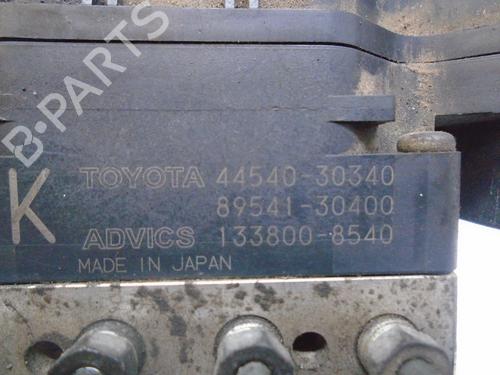 B-PARTS
K
TOYOTA 44540-30340
89541-30400
ADVICS 133800-8540
MADE IN JAPAN